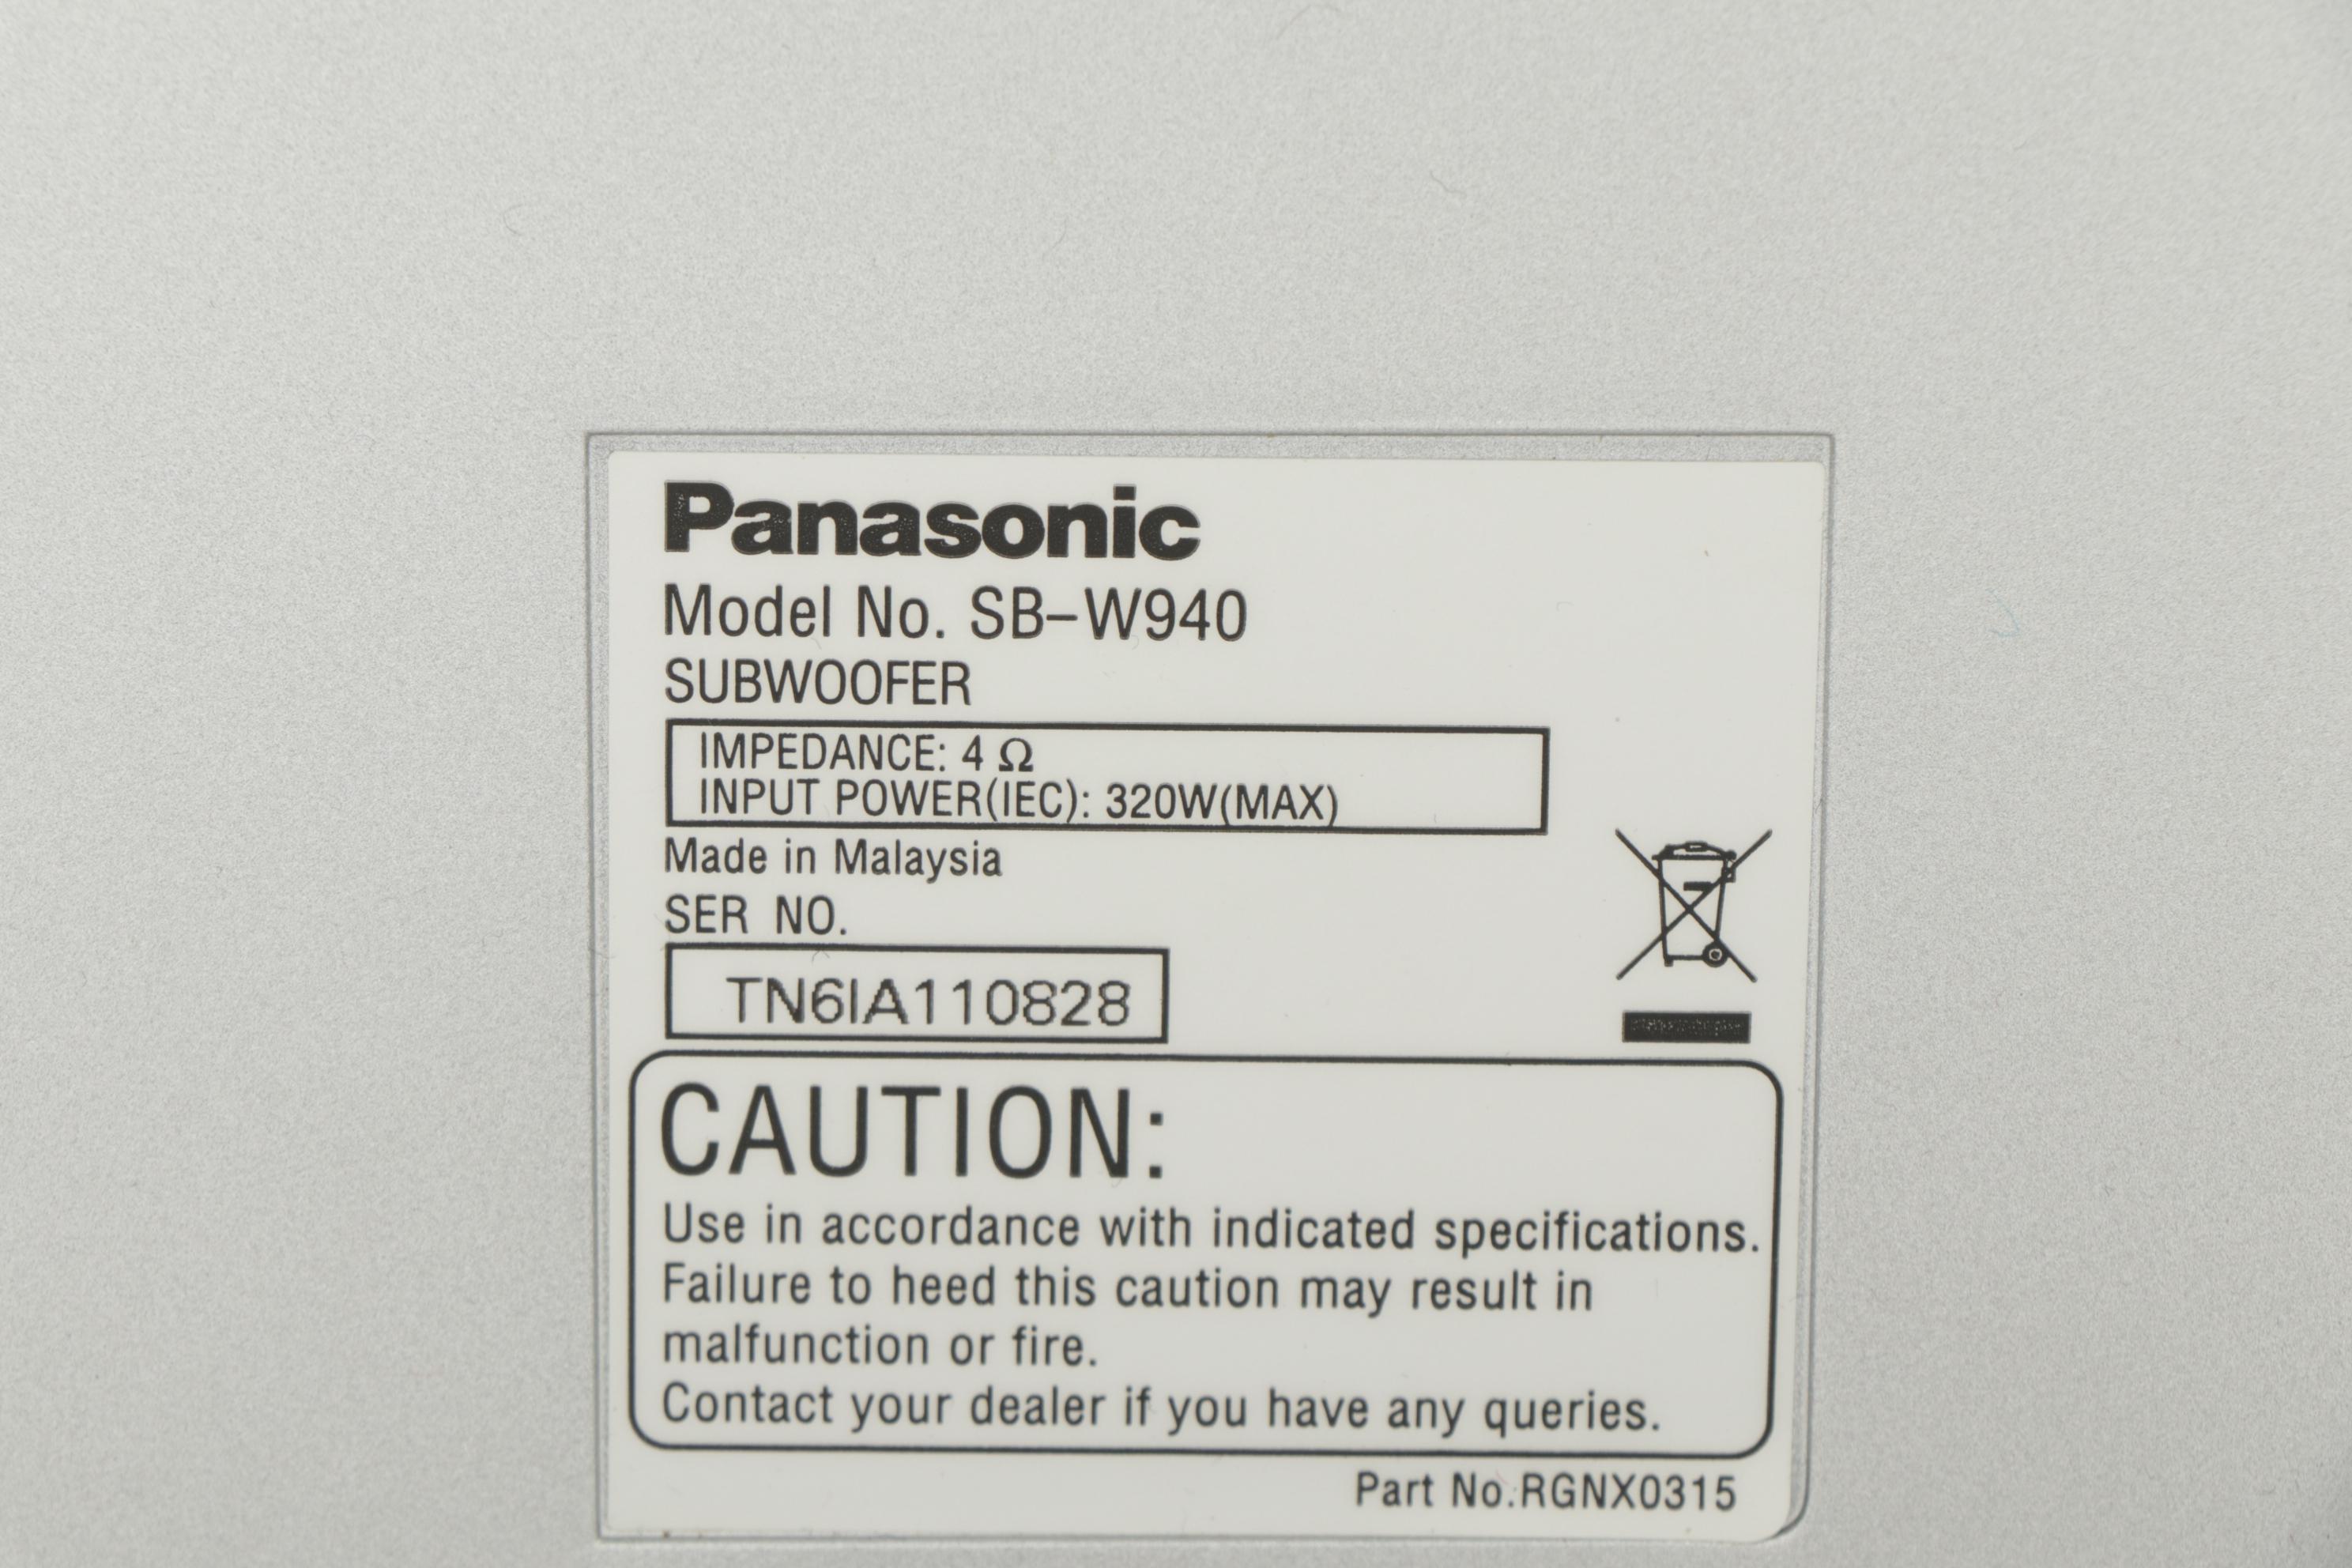 Panasonic
Model No. SB-W940
SUBWOOFER
IMPEDANCE: 4 Ω
INPUT POWER(IEC): 320W(MAX)
Made in Malaysia
SER NO.
TN6IA110828
CAUTION:
Use in accordance with indicated specifications.
Failure to heed this caution may result in
malfunction or fire.
Contact your dealer if you have any queries.
Part No.RGNX0315